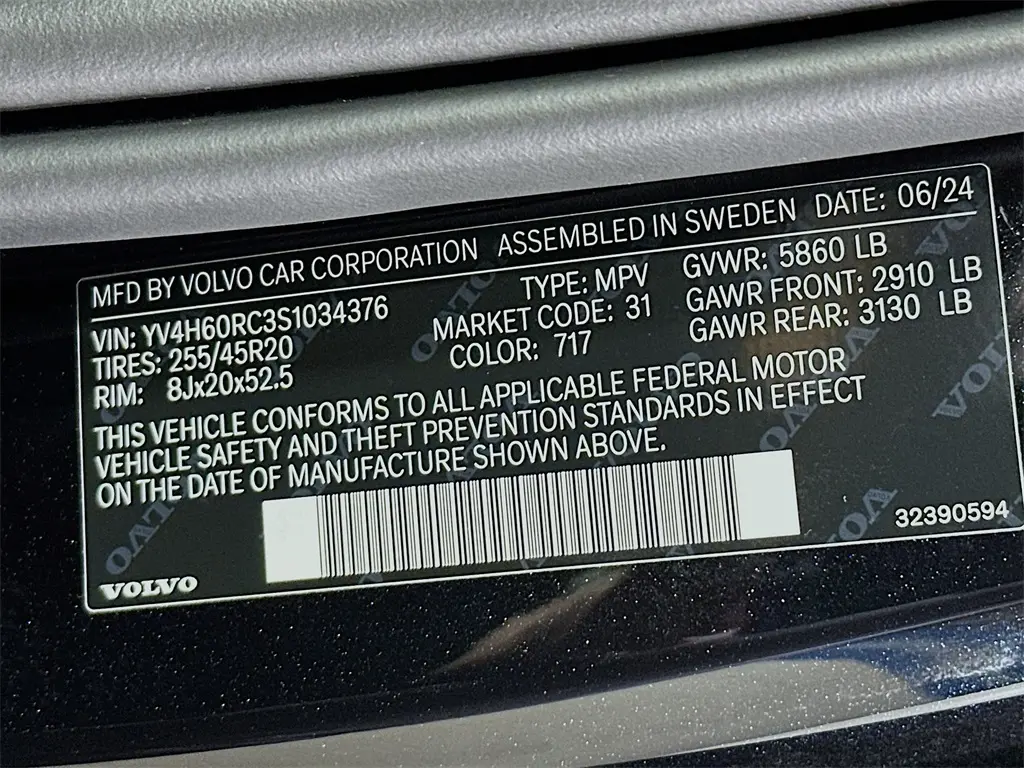 MFD BY VOLVO CAR CORPORATION ASSEMBLED IN SWEDEN DATE: 06/24
VIN: YV4H60RC3S1034376 TYPE: MPV GVWR: 5860 LB
TIRES: 255/45R20 MARKET CODE: 31 GAWR FRONT: 2910 LB
RIM: 8Jx20x52.5 COLOR: 717 GAWR REAR: 3130 LB
THIS VEHICLE CONFORMS TO ALL APPLICABLE FEDERAL MOTOR
VEHICLE SAFETY AND THEFT PREVENTION STANDARDS IN EFFECT
ON THE DATE OF MANUFACTURE SHOWN ABOVE.
VOLVO
32390594